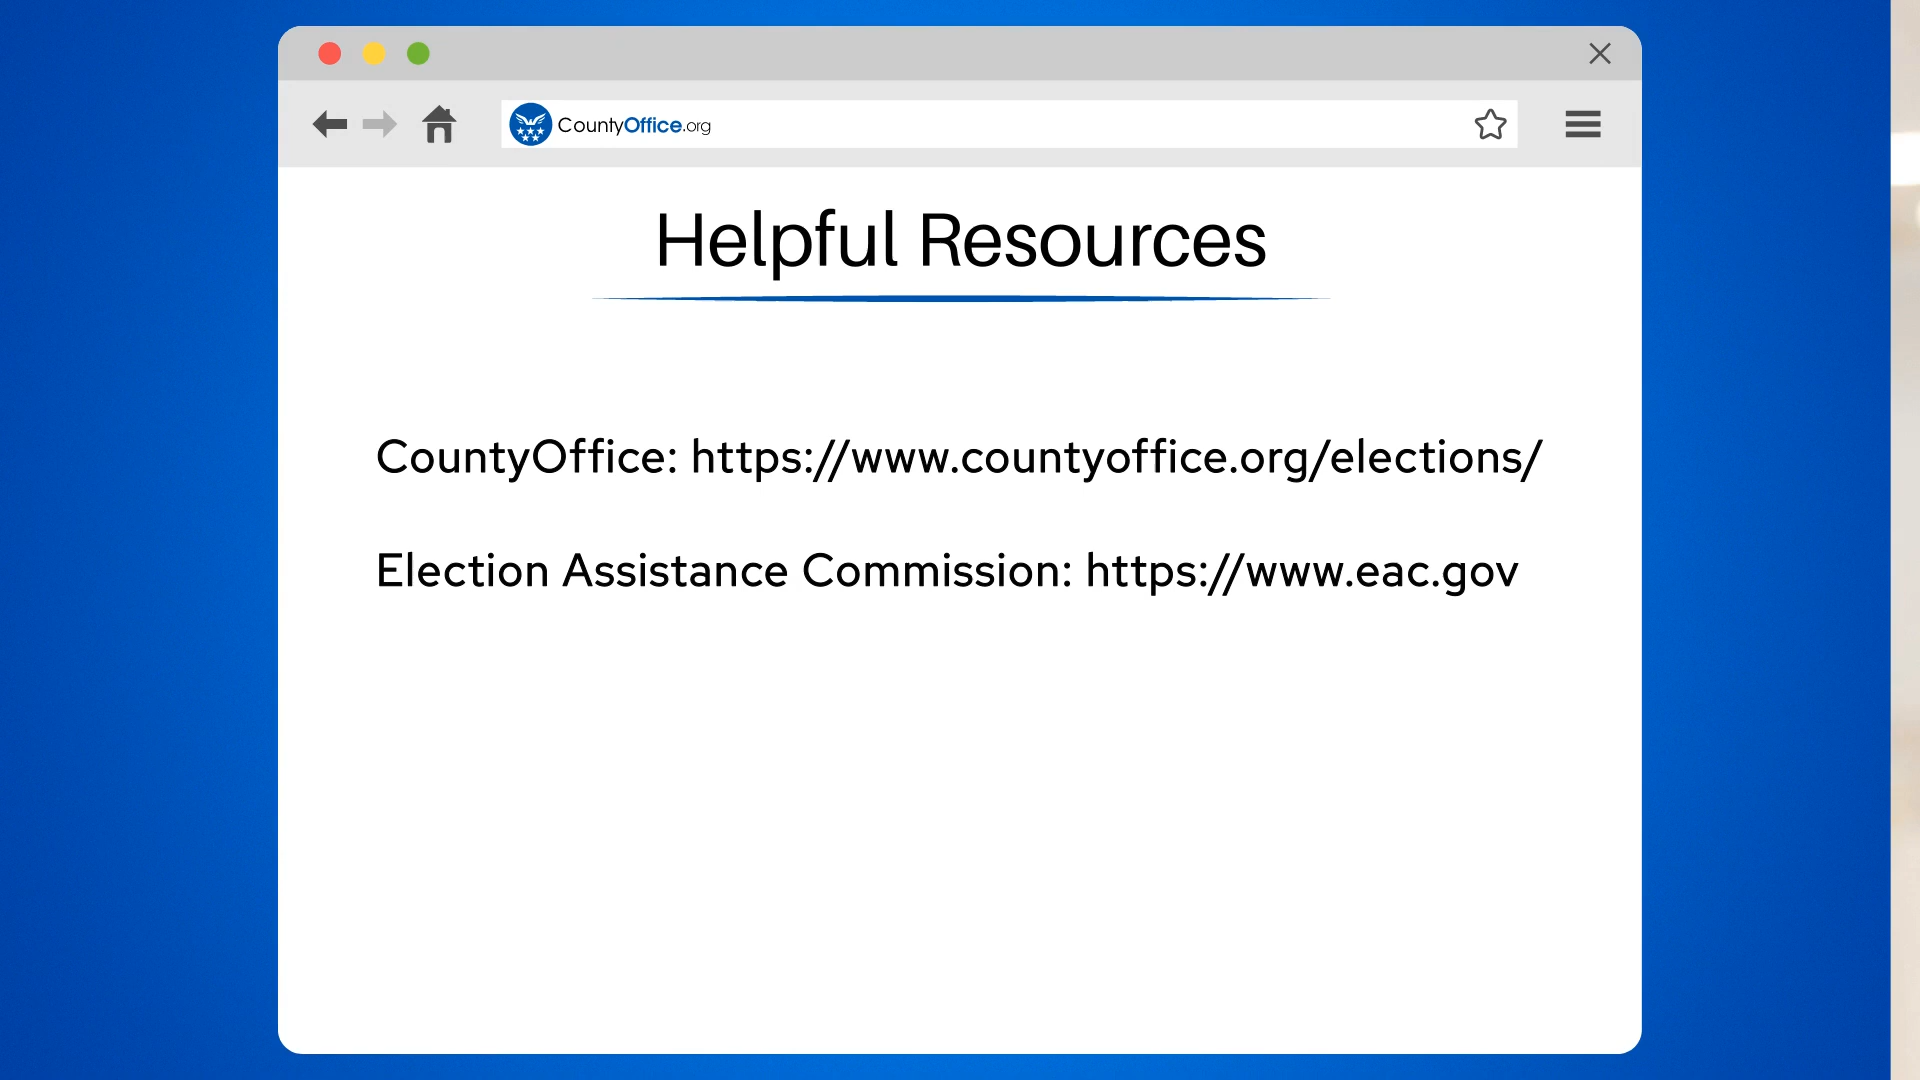 CountyOffice.org
Helpful Resources
CountyOffice: https://www.countyoffice.org/elections/
Election Assistance Commission: https://www.eac.gov